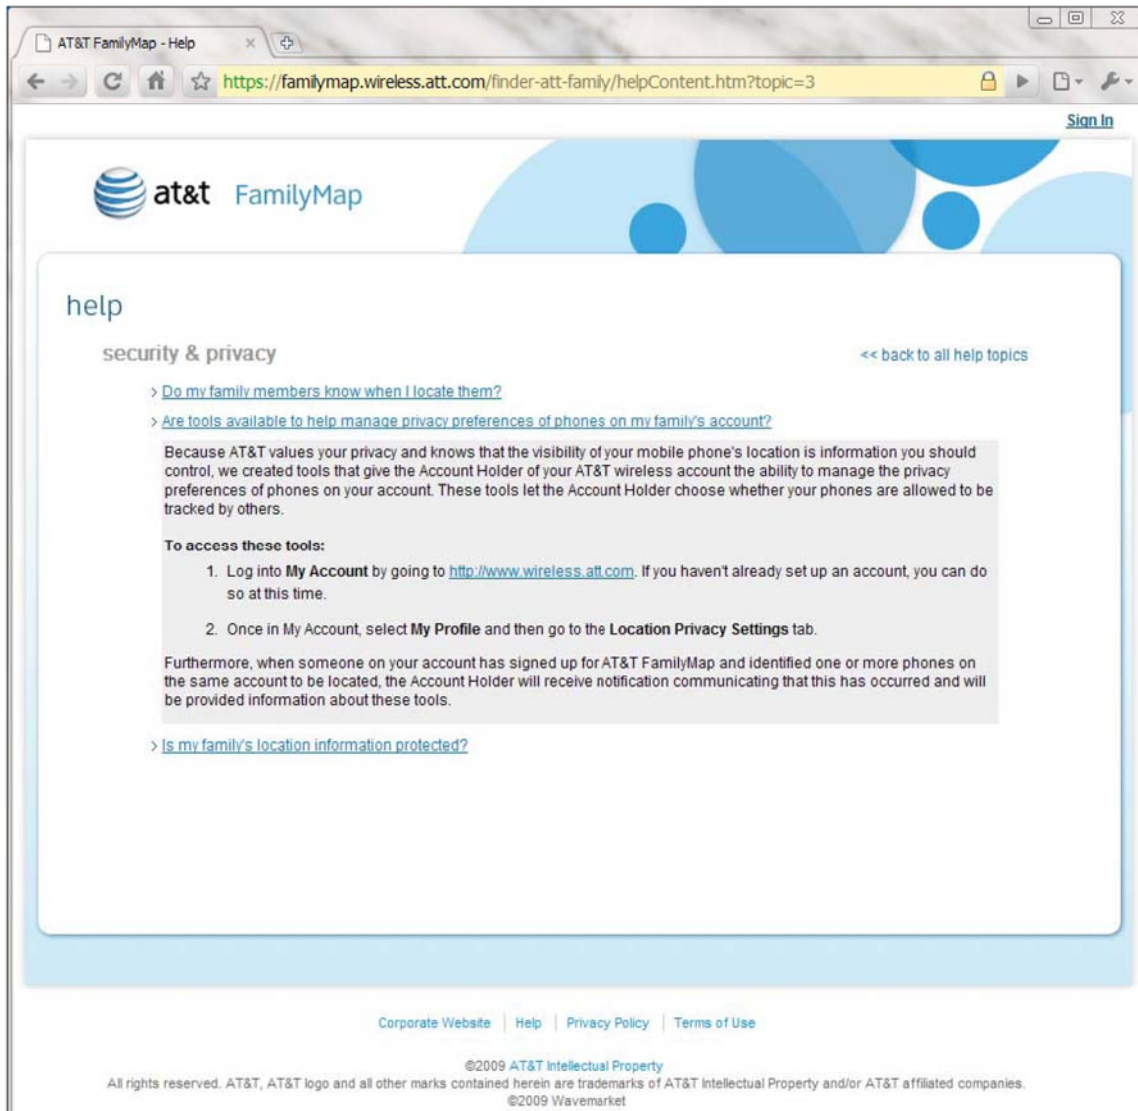 AT&T FamilyMap - Help
https://familymap.wireless.att.com/finder-att-family/helpContent.htm?topic=3
Sign In
at&t FamilyMap
help
security & privacy
<< back to all help topics
> Do my family members know when I locate them?
> Are tools available to help manage privacy preferences of phones on my family's account?
Because AT&T values your privacy and knows that the visibility of your mobile phone's location is information you should
control, we created tools that give the Account Holder of your AT&T wireless account the ability to manage the privacy
preferences of phones on your account. These tools let the Account Holder choose whether your phones are allowed to be
tracked by others.
To access these tools:
1. Log into My Account by going to http://www.wireless.att.com. If you haven't already set up an account, you can do
so at this time.
2. Once in My Account, select My Profile and then go to the Location Privacy Settings tab.
Furthermore, when someone on your account has signed up for AT&T FamilyMap and identified one or more phones on
the same account to be located, the Account Holder will receive notification communicating that this has occurred and will
be provided information about these tools.
> Is my family's location information protected?
Corporate Website | Help | Privacy Policy | Terms of Use
©2009 AT&T Intellectual Property
All rights reserved. AT&T, AT&T logo and all other marks contained herein are trademarks of AT&T Intellectual Property and/or AT&T affiliated companies.
©2009 Wavemarket